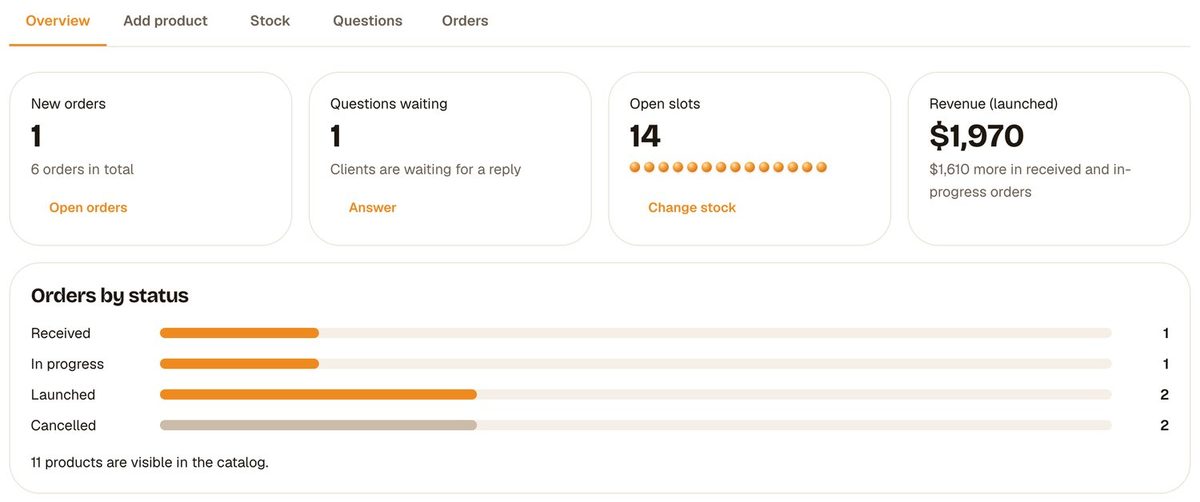 Overview
Add product
Stock
Questions
Orders
New orders
1
6 orders in total
Open orders
Questions waiting
1
Clients are waiting for a reply
Answer
Open slots
14
Change stock
Revenue (launched)
$1,970
$1,610 more in received and in-
progress orders
Orders by status
Received 1
In progress 1
Launched 2
Cancelled 2
11 products are visible in the catalog.